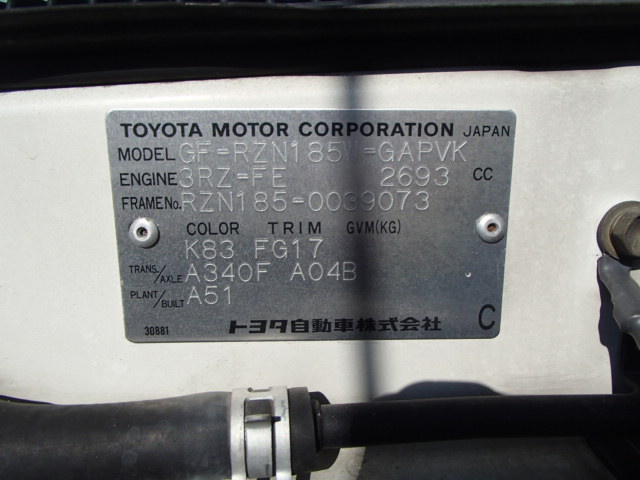 TOYOTA MOTOR CORPORATION JAPAN
MODEL GF-RZN185W-GAPVK
ENGINE 3RZ-FE 2693 CC
FRAME No. RZN185-0039073
COLOR TRIM GVM(KG)
K83 FG17
TRANS./AXLE A340F A04B
PLANT/BUILT A51
30881 トヨタ自動車株式会社 C